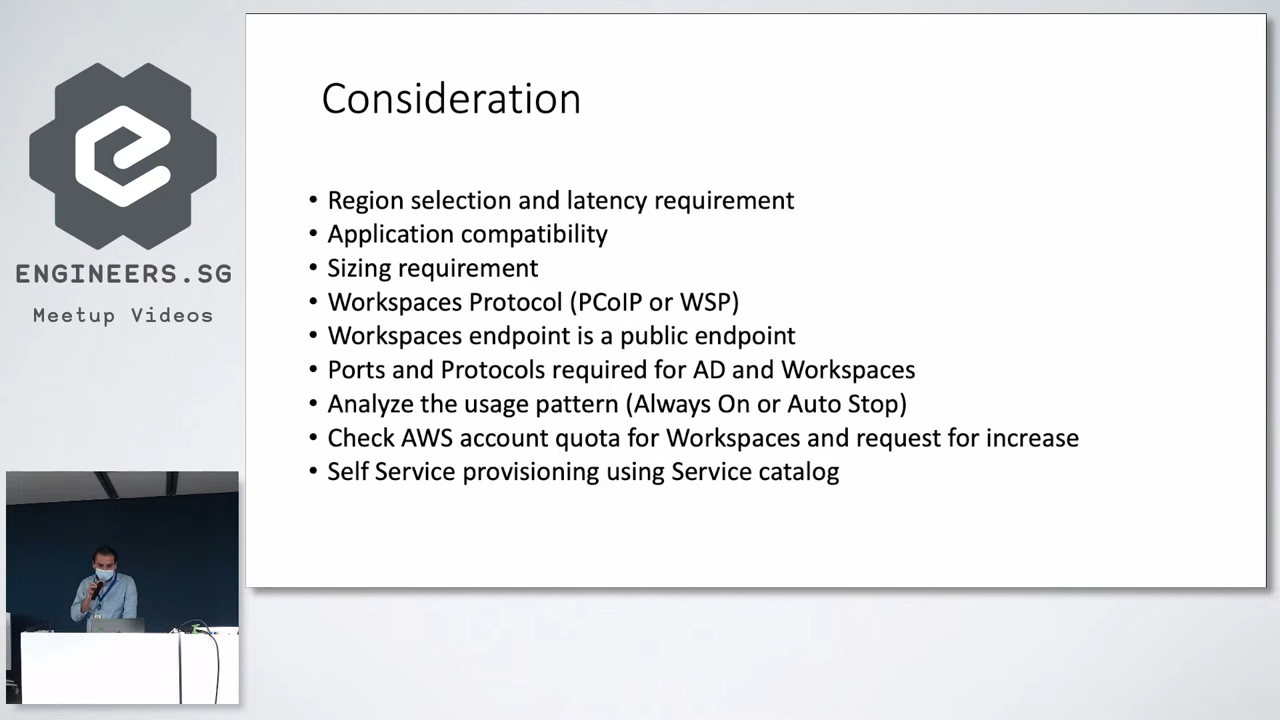 ENGINEERS.SG
Meetup Videos
Consideration
• Region selection and latency requirement
• Application compatibility
• Sizing requirement
• Workspaces Protocol (PCoIP or WSP)
• Workspaces endpoint is a public endpoint
• Ports and Protocols required for AD and Workspaces
• Analyze the usage pattern (Always On or Auto Stop)
• Check AWS account quota for Workspaces and request for increase
• Self Service provisioning using Service catalog